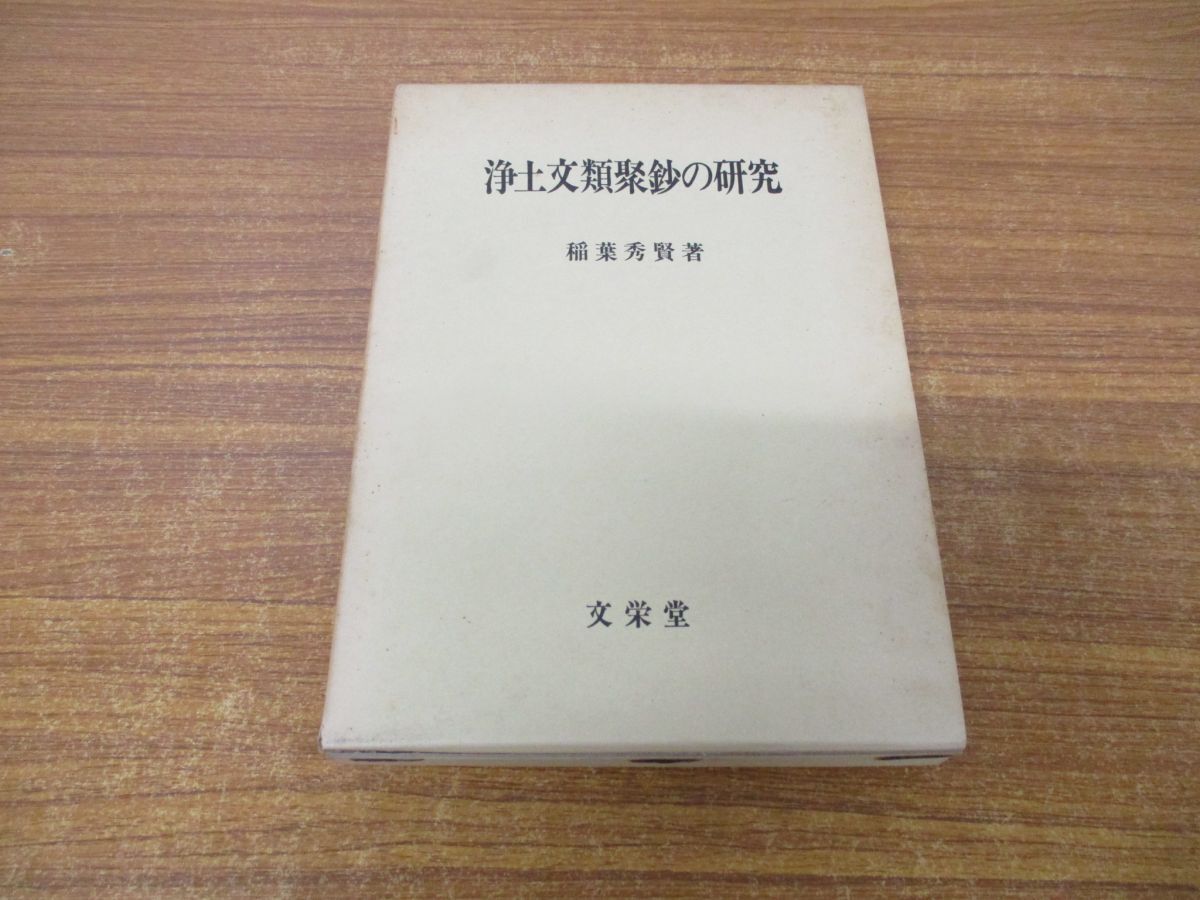 浄土文類聚鈔の研究
稲葉秀賢著
文栄堂